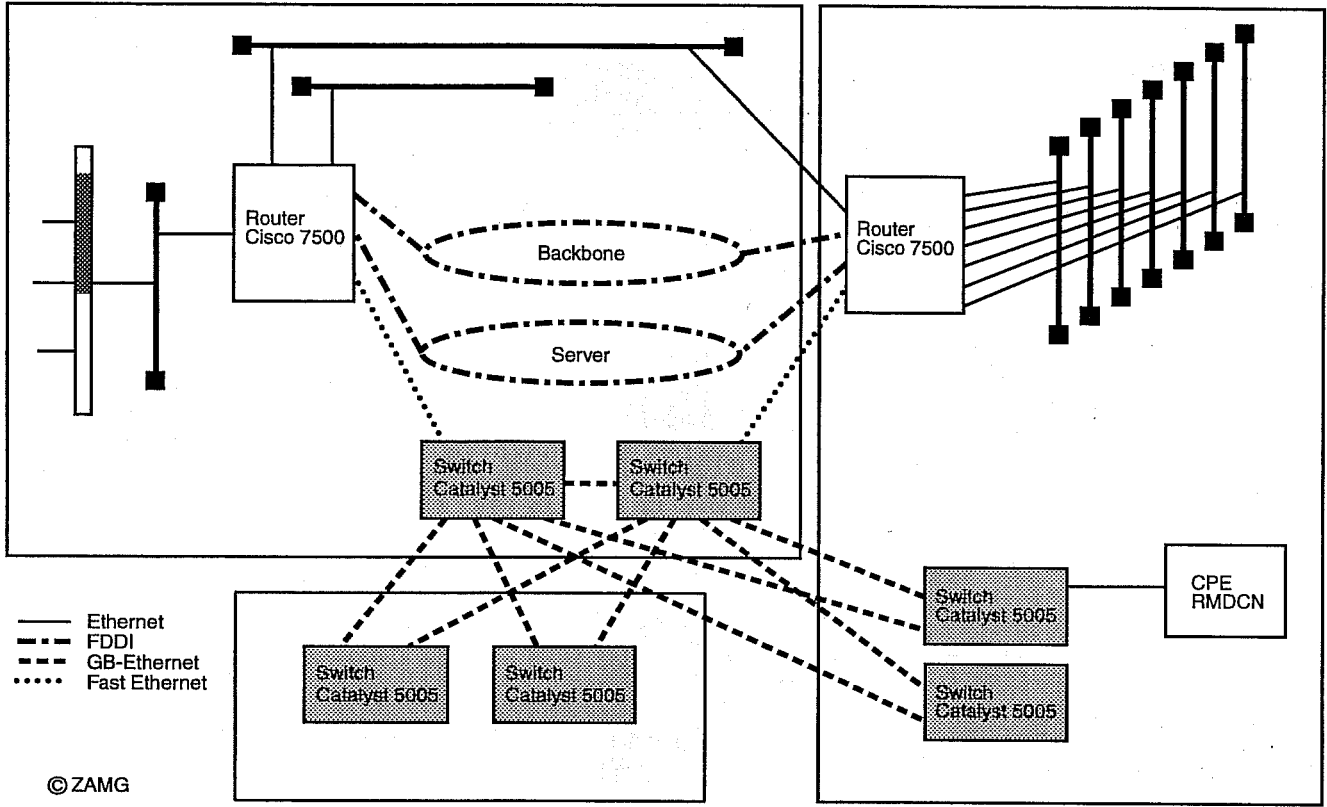 Router
Cisco 7500
Backbone
Router
Cisco 7500
Server
Switch
Catalyst 5005
Switch
Catalyst 5005
Switch
Catalyst 5005
CPE
RMDCN
Ethernet
FDDI
GB-Ethernet
Fast Ethernet
Switch
Catalyst 5005
Switch
Catalyst 5005
Switch
Catalyst 5005
© ZAMG